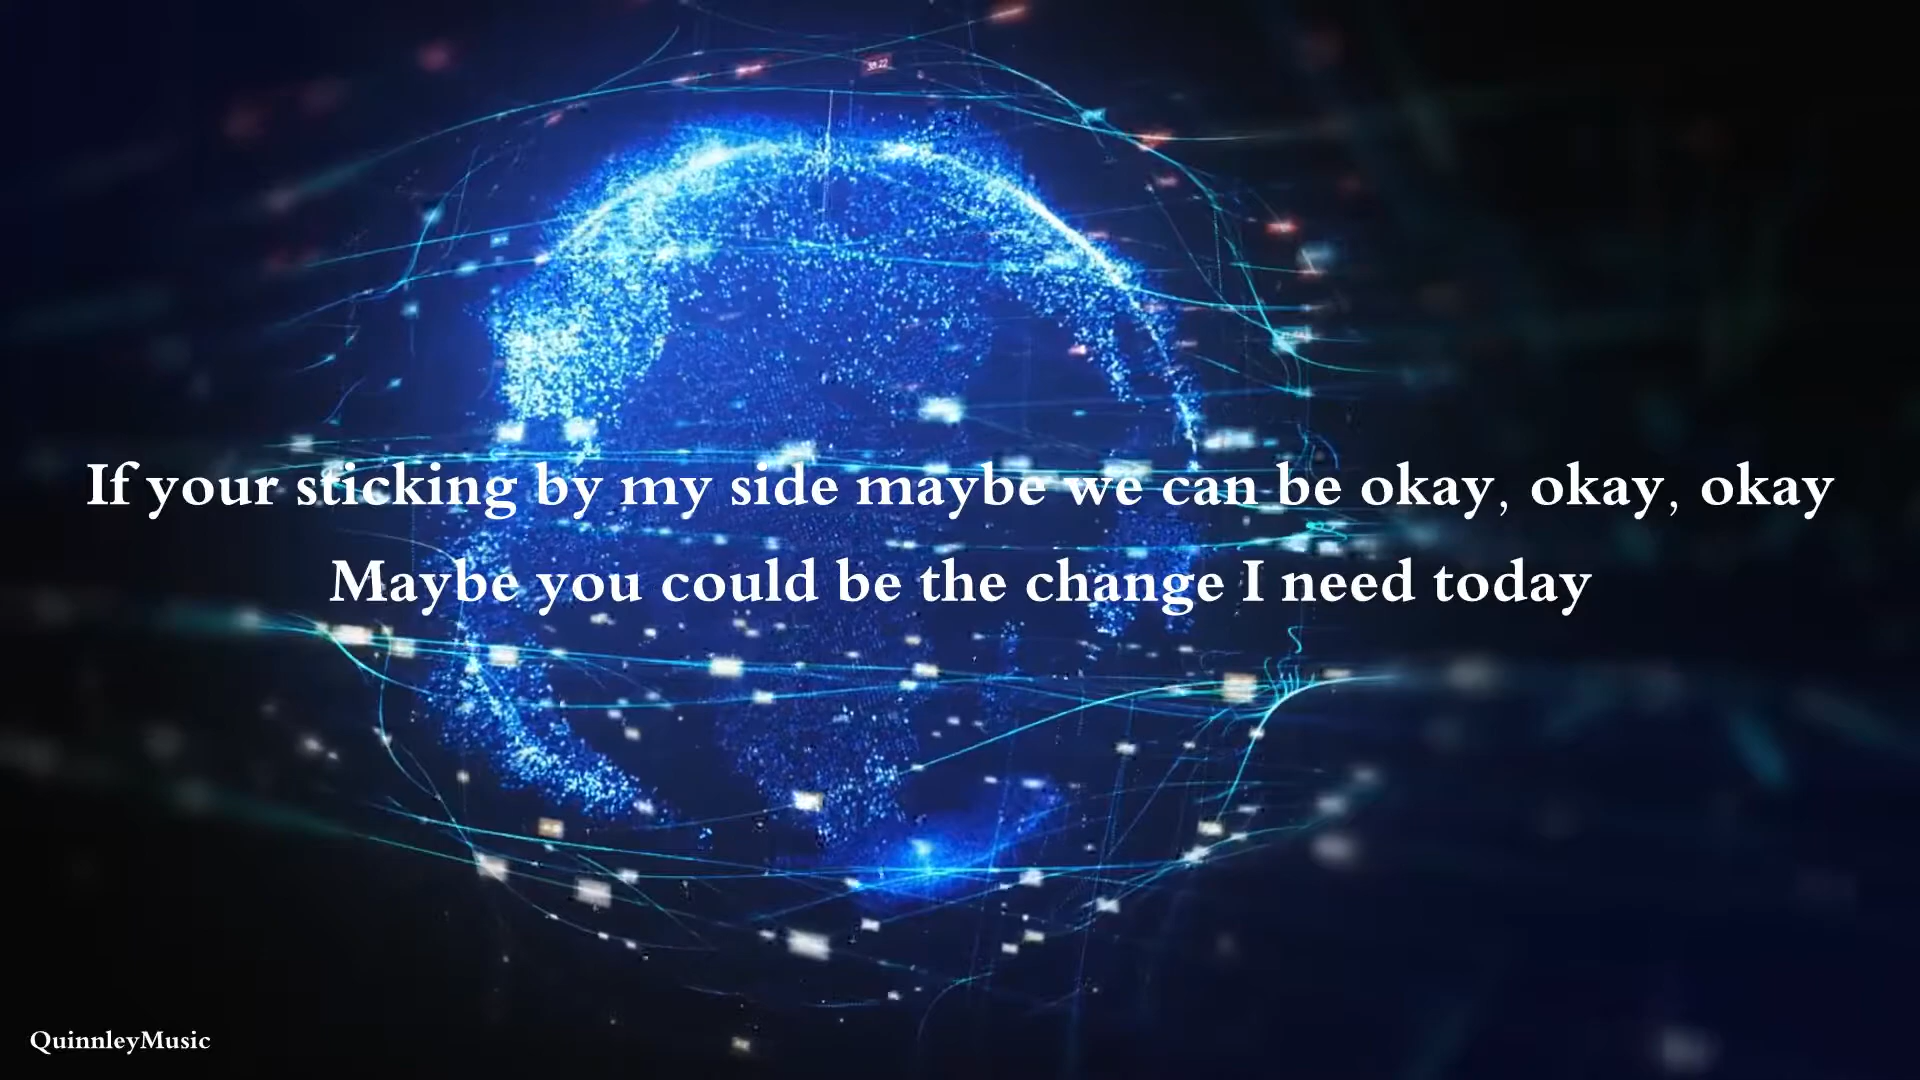 If your sticking by my side maybe we can be okay, okay, okay
Maybe you could be the change I need today
QuinnleyMusic